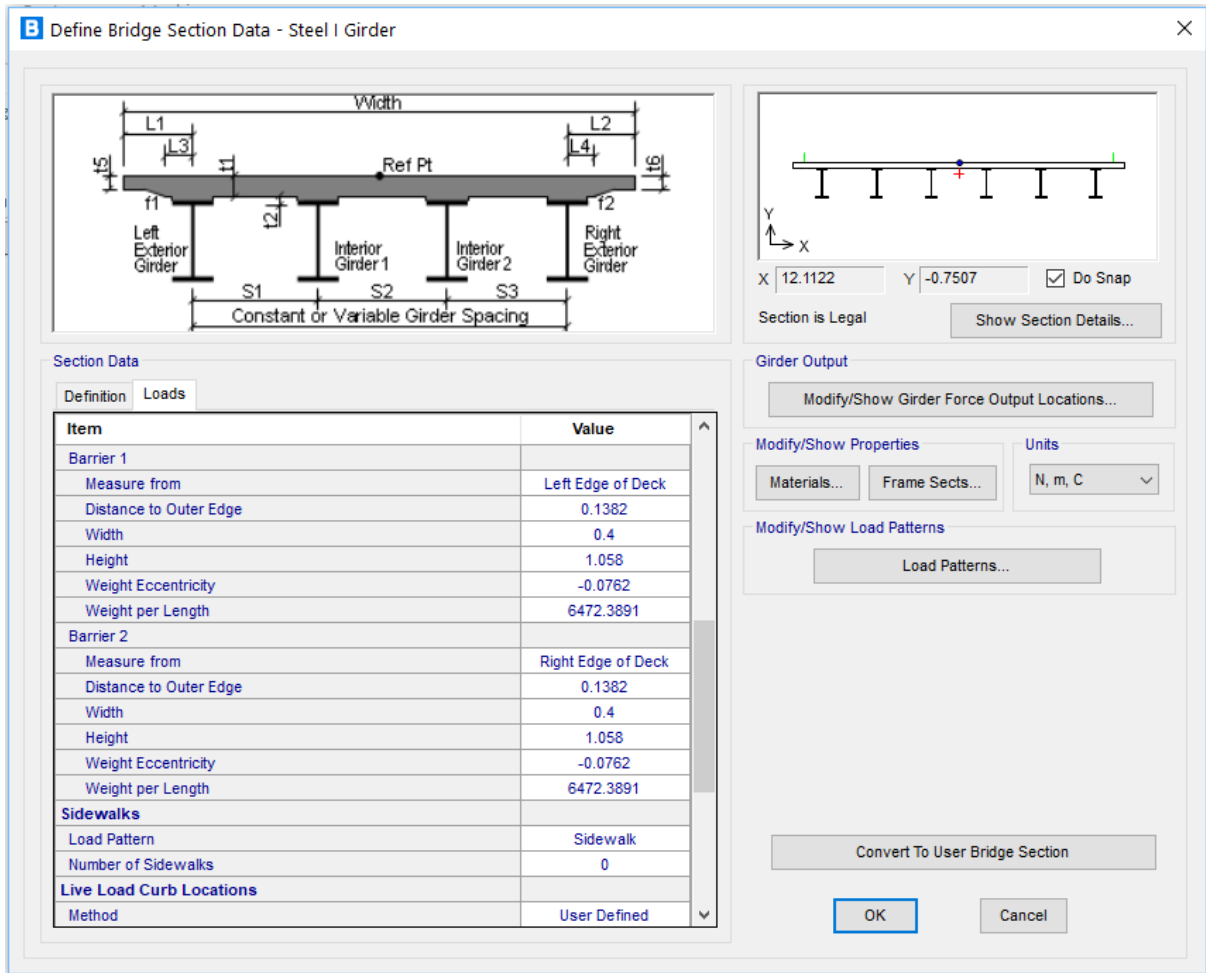 B Define Bridge Section Data - Steel I Girder
Width
L1
L2
L3
L4
t5
t1
Ref Pt
t6
f1
t2
f2
Left
Exterior
Girder
Interior
Girder 1
Interior
Girder 2
Right
Exterior
Girder
S1
S2
S3
Constant or Variable Girder Spacing
Y
X
X 12.1122 Y -0.7507 Do Snap
Section is Legal Show Section Details...
Section Data
Definition Loads
Item Value
Barrier 1
Measure from Left Edge of Deck
Distance to Outer Edge 0.1382
Width 0.4
Height 1.058
Weight Eccentricity -0.0762
Weight per Length 6472.3891
Barrier 2
Measure from Right Edge of Deck
Distance to Outer Edge 0.1382
Width 0.4
Height 1.058
Weight Eccentricity -0.0762
Weight per Length 6472.3891
Sidewalks
Load Pattern Sidewalk
Number of Sidewalks 0
Live Load Curb Locations
Method User Defined
Girder Output
Modify/Show Girder Force Output Locations...
Modify/Show Properties
Materials... Frame Sects...
Units
N, m, C
Modify/Show Load Patterns
Load Patterns...
Convert To User Bridge Section
OK Cancel